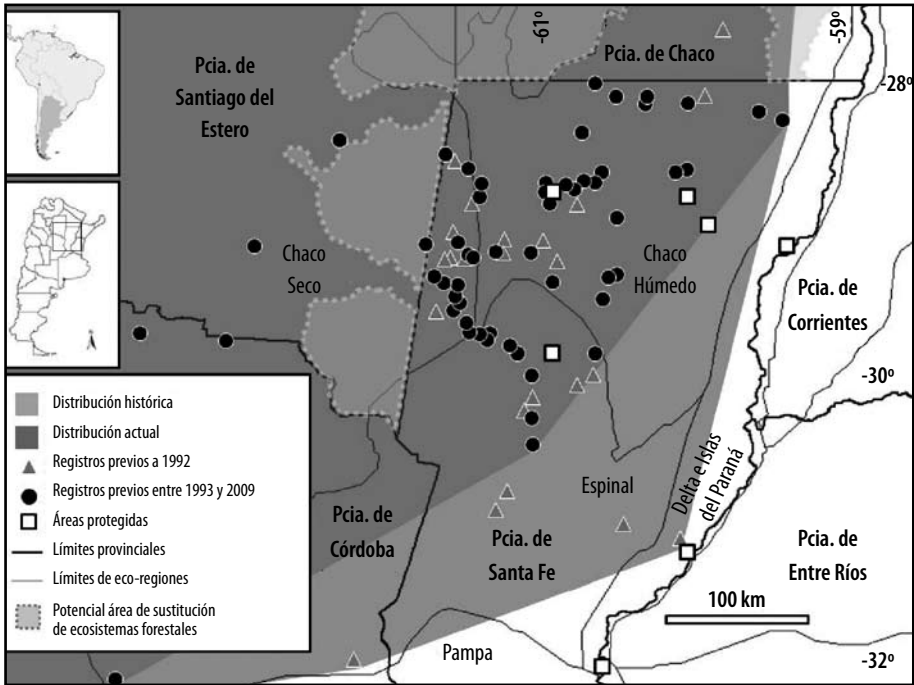 -61º
-59º
Pcia. de
Santiago del
Estero
Pcia. de Chaco
-28º
Chaco
Seco
Chaco
Húmedo
Pcia. de
Corrientes
-30º
Distribución histórica
Distribución actual
Registros previos a 1992
Registros previos entre 1993 y 2009
Áreas protegidas
Límites provinciales
Límites de eco-regiones
Potencial área de sustitución
de ecosistemas forestales
Espinal
Delta e Islas
del Paraná
Pcia. de
Córdoba
Pcia. de
Santa Fe
Pcia. de
Entre Ríos
100 km
Pampa
-32º